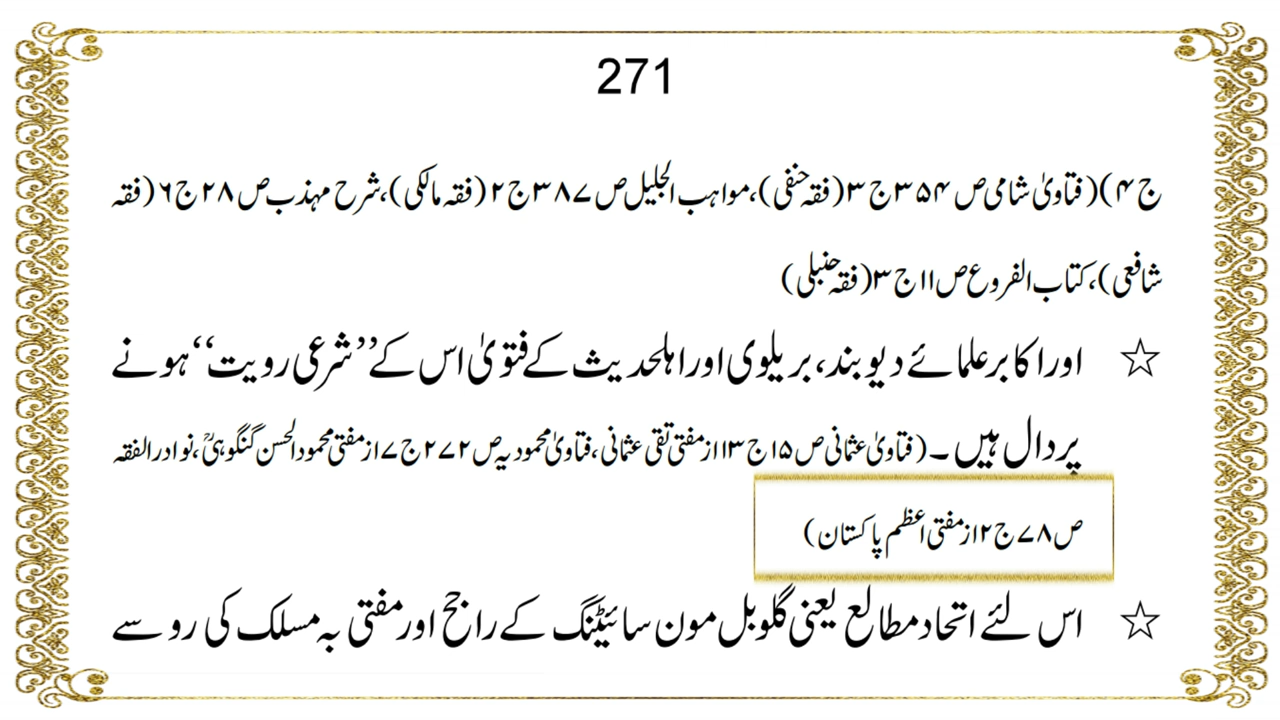 271
ج ۴)(فتاویٰ شامی ص ۳۵۴ ج ۳ (فقہ حنفی)، مواہب الجلیل ص ۳۸۷ ج ۲ (فقہ مالکی)، شرح مہذب ص ۲۸ ج ۶ (فقہ
شافعی)، کتاب الفروع ص ۱۱ ج ۳ (فقہ حنبلی)
☆ اور اکابر علمائے دیوبند، بریلوی اور اہلحدیث کے فتویٰ اس کے ’’شرعی رویت‘‘ ہونے
پر دال ہیں ۔ (فتاویٰ عثمانی ص ۱۵ ج ۱۳ از مفتی تقی عثمانی، فتاویٰ محمودیہ ص ۲۷۲ ج ۷ از مفتی محمود الحسن گنگوہیؒ، نوادر الفقہ
ص ۷۸ ج ۲ از مفتی اعظم پاکستان)
☆ اس لئے اتحاد مطالع یعنی گلوبل مون سائیٹنگ کے راجح اور مفتی بہ مسلک کی رو سے